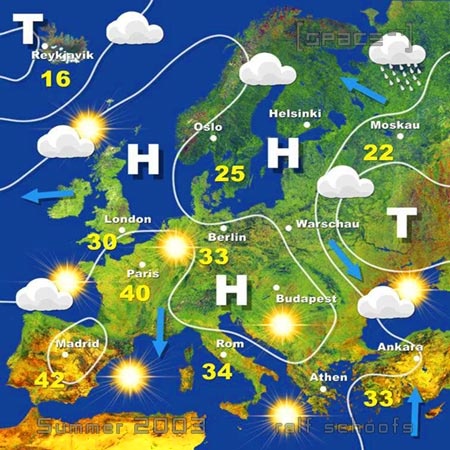 T
[space?]
Reykjavik
16
Helsinki
Oslo
Moskau
H
H
22
25
London
T
30
Berlin
Warschau
33
Paris
40
H
Budapest
Madrid
Rom
Ankara
42
34
Athen
33
Summer 2003
ralf schoofs